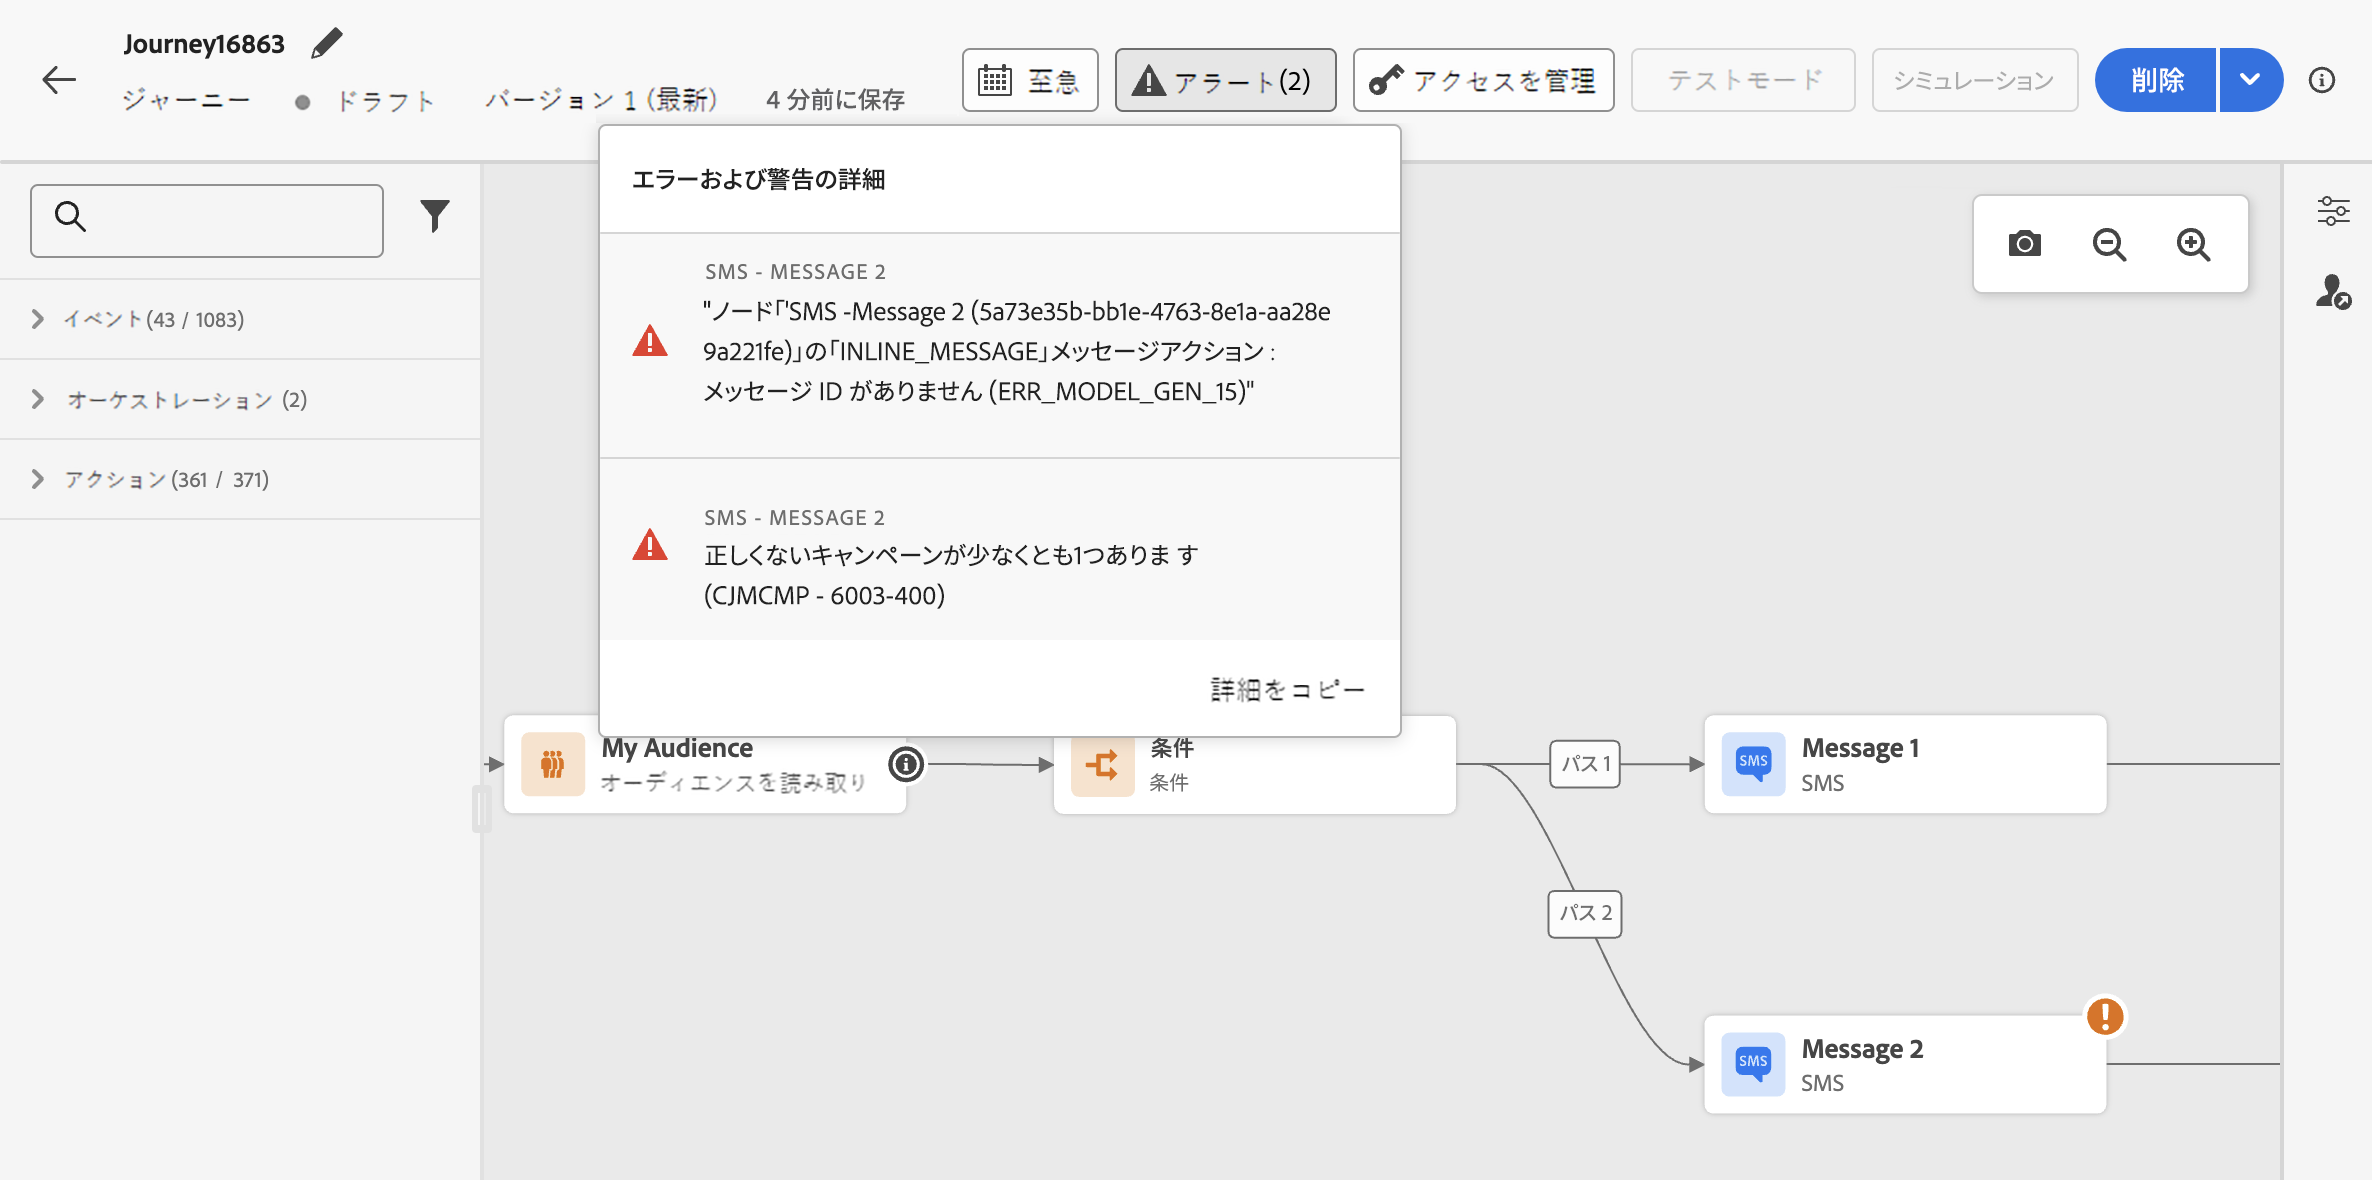 Journey16863
ジャーニー ドラフト バージョン 1 (最新) 4 分前に保存
至急
アラート(2)
アクセスを管理
テストモード
シミュレーション
削除
イベント(43 / 1083)
オーケストレーション (2)
アクション(361 / 371)
エラーおよび警告の詳細
SMS - MESSAGE 2
"ノード「'SMS -Message 2 (5a73e35b-bb1e-4763-8e1a-aa28e
9a221fe)」の「INLINE_MESSAGE」メッセージアクション :
メッセージ ID がありません (ERR_MODEL_GEN_15)"
SMS - MESSAGE 2
正しくないキャンペーンが少なくとも1つありま す
(CJMCMP - 6003-400)
詳細をコピー
My Audience
オーディエンスを読み取り
条件
条件
パス 1
Message 1
SMS
SMS
パス 2
Message 2
SMS
SMS